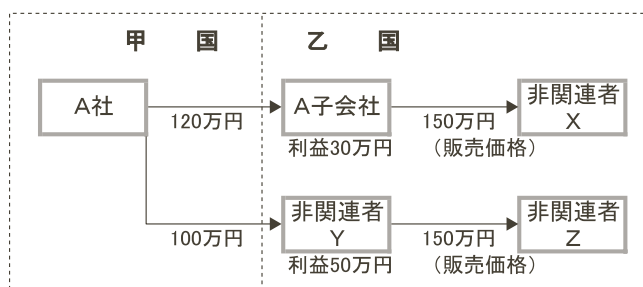 甲　国　乙　国
A社
120万円
A子会社
利益30万円
150万円
（販売価格）
非関連者
X
100万円
非関連者
Y
利益50万円
150万円
（販売価格）
非関連者
Z